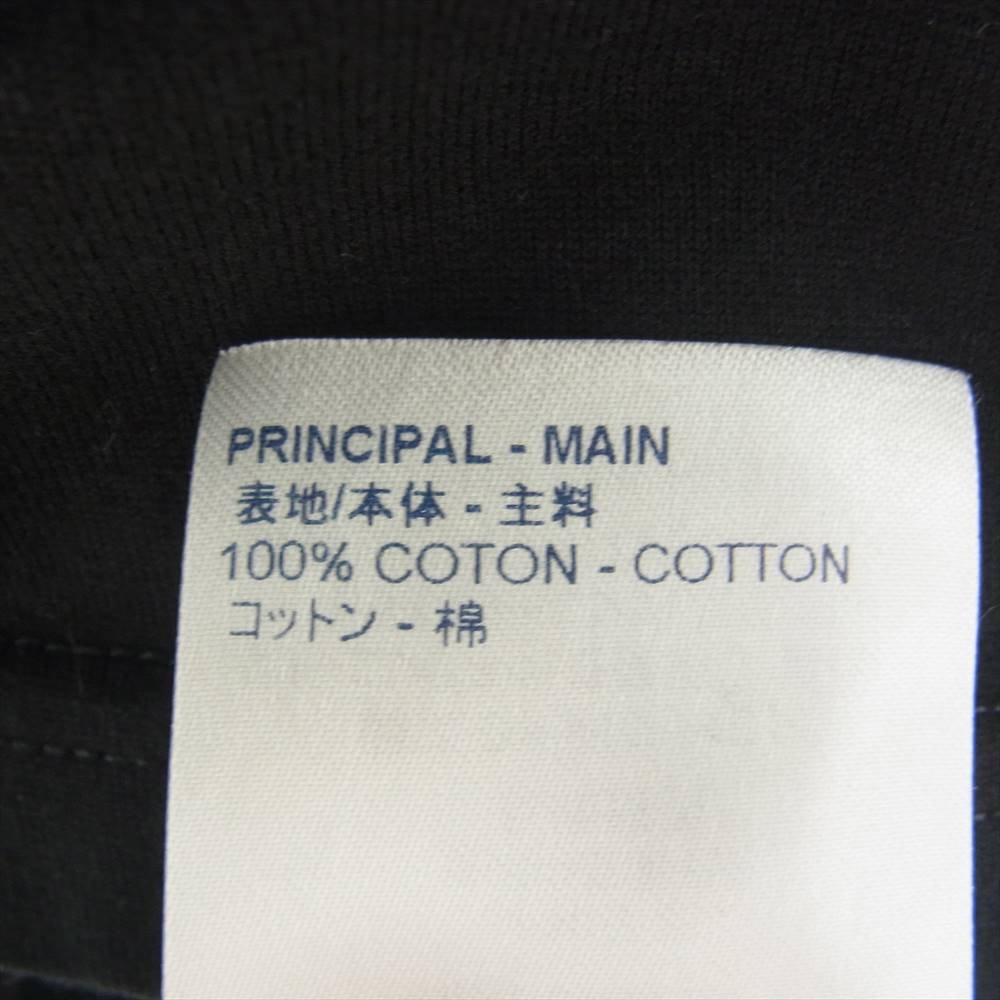 PRINCIPAL - MAIN
表地/本体 - 主料
100% COTON - COTTON
コットン - 棉